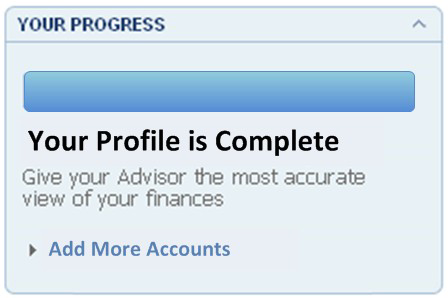 YOUR PROGRESS
Your Profile is Complete
Give your Advisor the most accurate
view of your finances
Add More Accounts